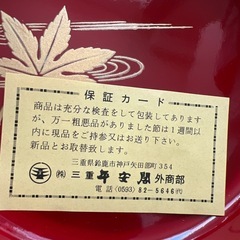 保証カード
商品は充分な検査をして包装してありま
すが、万一粗悪品がありました節は1週間以
内に現品をご持参又はお送り下さい。
新品とお取替致します。
三重県鈴鹿市神戸矢田部町354
㈱三重平安閣外商部
電話(0593)82-5646代